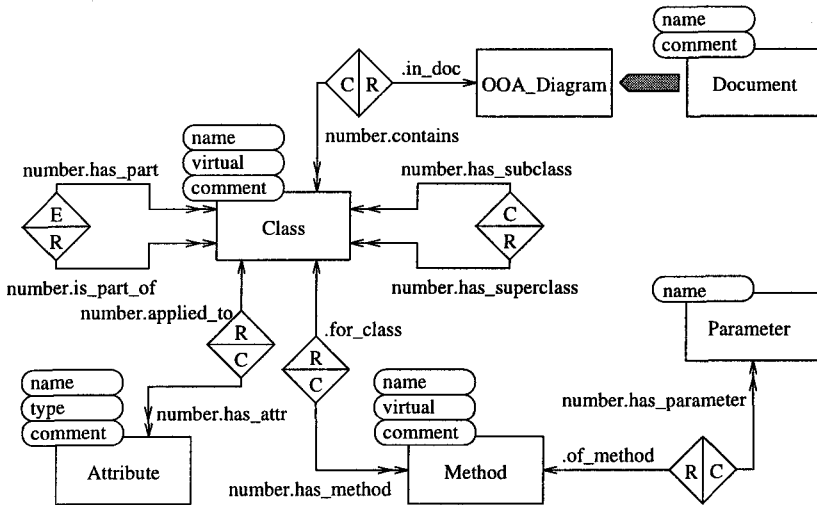 name
comment
.in_doc
C R
OOA_Diagram
Document
number.contains
name
virtual
comment
number.has_part
number.has_subclass
E
R
Class
C
R
number.is_part_of
number.has_superclass
number.applied_to
name
R
C
.for_class
R
C
Parameter
name
type
comment
number.has_attr
name
virtual
comment
number.has_parameter
Attribute
number.has_method
Method
.of_method
R C